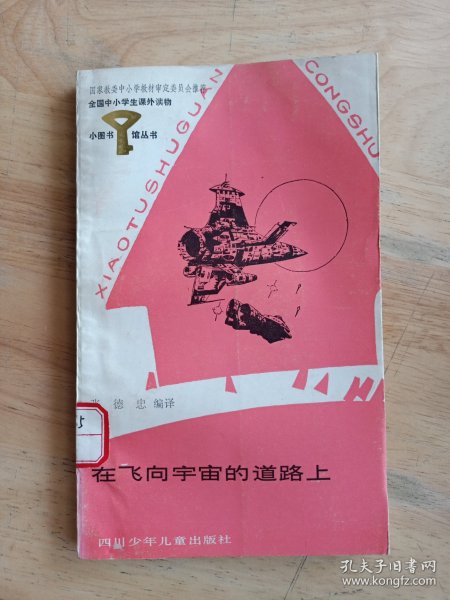 国家教委中小学教材审定委员会推荐
全国中小学生课外读物
小图书馆丛书
XIAOTUSHUGUAN
CONGSHU
张德忠 编译
5
在飞向宇宙的道路上
四川少年儿童出版社
孔夫子旧书网
www.kongfz.com